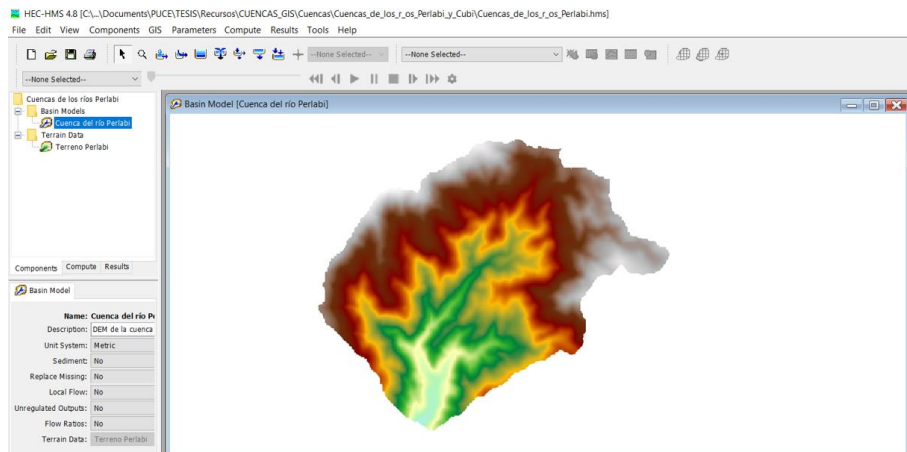 HEC-HMS 4.8 [C:\...\Documents\PUCE\TESIS\Recursos\CUENCAS_GIS\Cuencas\Cuencas_de_los_r_os_Perlabi_y_Cubi\Cuencas_de_los_r_os_Perlabi.hms]
File Edit View Components GIS Parameters Compute Results Tools Help
--None Selected-- --None Selected--
--None Selected--
Cuencas de los ríos Perlabi
Basin Models
Cuenca del río Perlabi
Terrain Data
Terreno Perlabi
Components Compute Results
Basin Model
Name: Cuenca del río Pe
Description: DEM de la cuenca
Unit System: Metric
Sediment: No
Replace Missing: No
Local Flow: No
Unregulated Outputs: No
Flow Ratios: No
Terrain Data: Terreno Perlabi
Basin Model [Cuenca del río Perlabi]